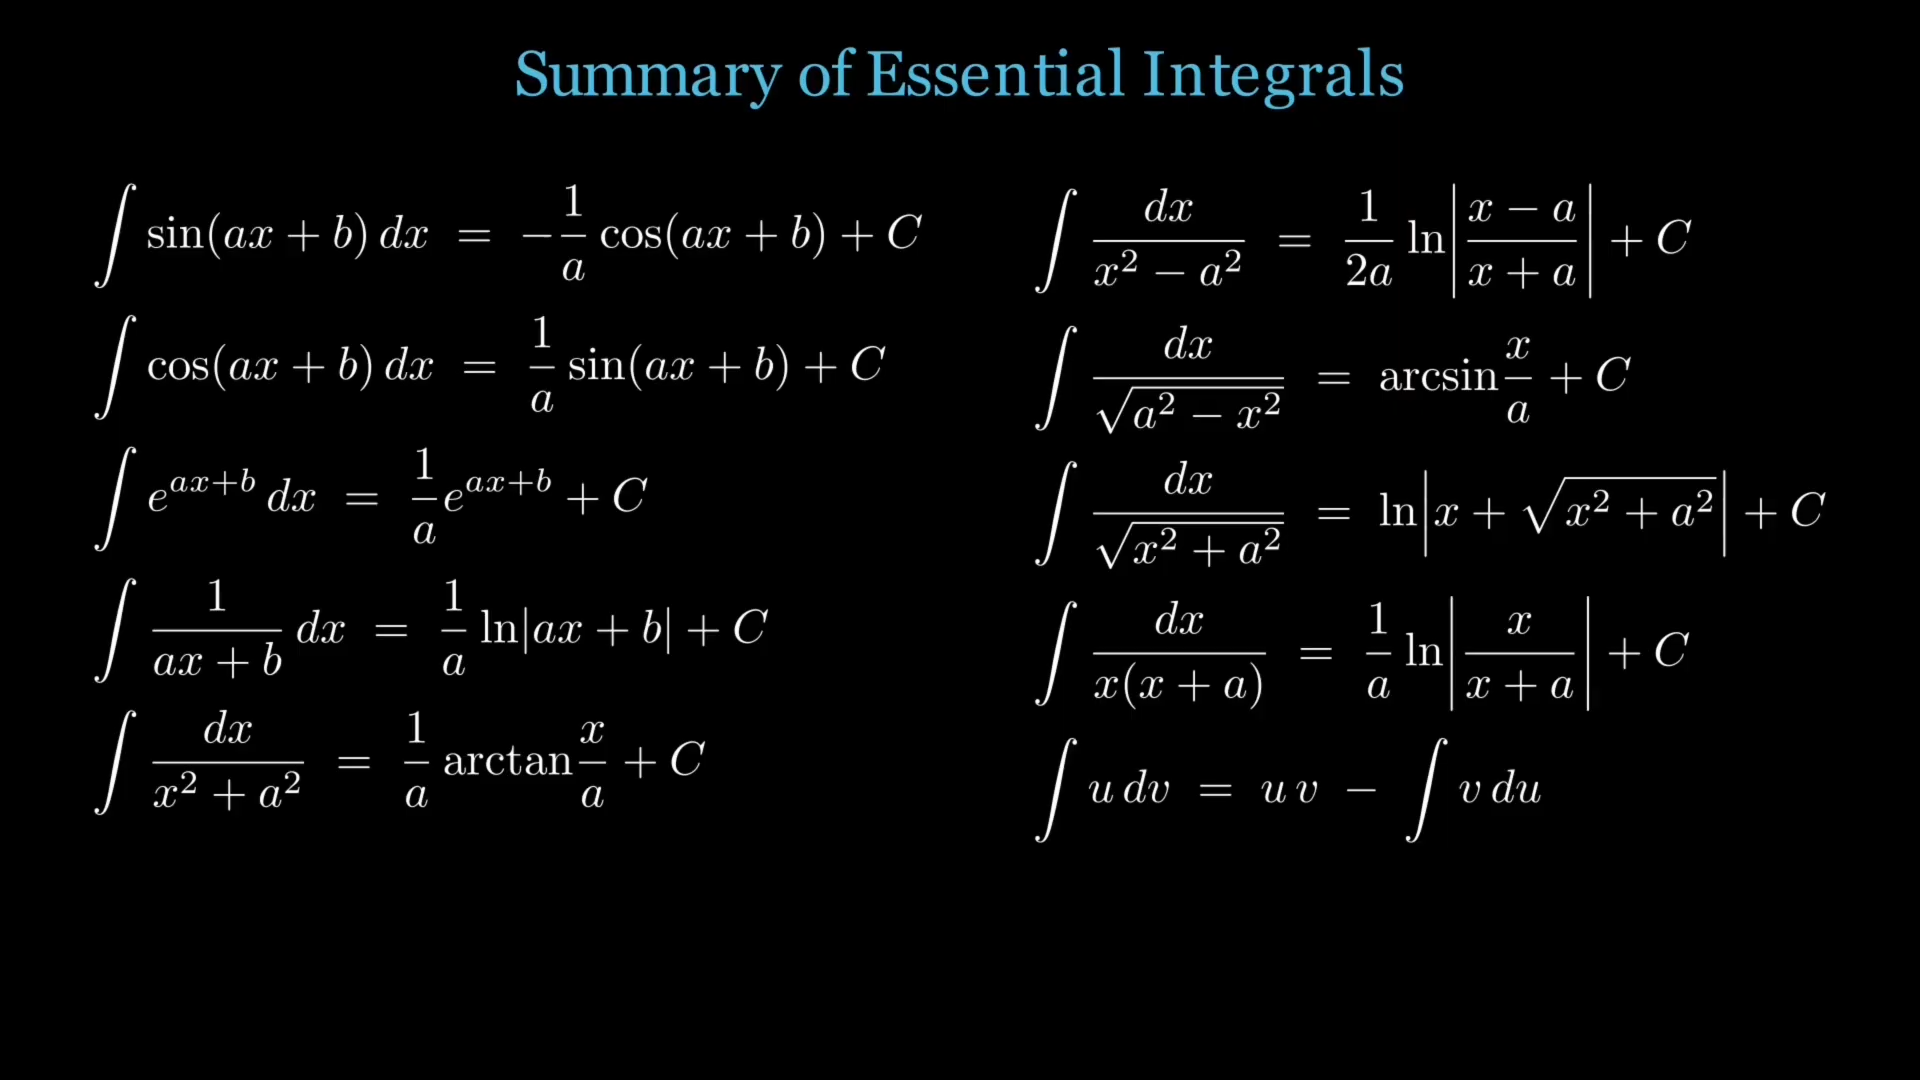 Summary of Essential Integrals
∫ sin(ax + b) dx = −1/a cos(ax + b) + C
∫ cos(ax + b) dx = 1/a sin(ax + b) + C
∫ e^{ax+b} dx = 1/a e^{ax+b} + C
∫ 1/(ax + b) dx = 1/a ln|ax + b| + C
∫ dx/(x² + a²) = 1/a arctan x/a + C
∫ dx/(x² − a²) = 1/(2a) ln|(x − a)/(x + a)| + C
∫ dx/√(a² − x²) = arcsin x/a + C
∫ dx/√(x² + a²) = ln|x + √(x² + a²)| + C
∫ dx/(x(x + a)) = 1/a ln|x/(x + a)| + C
∫ u dv = u v − ∫ v du